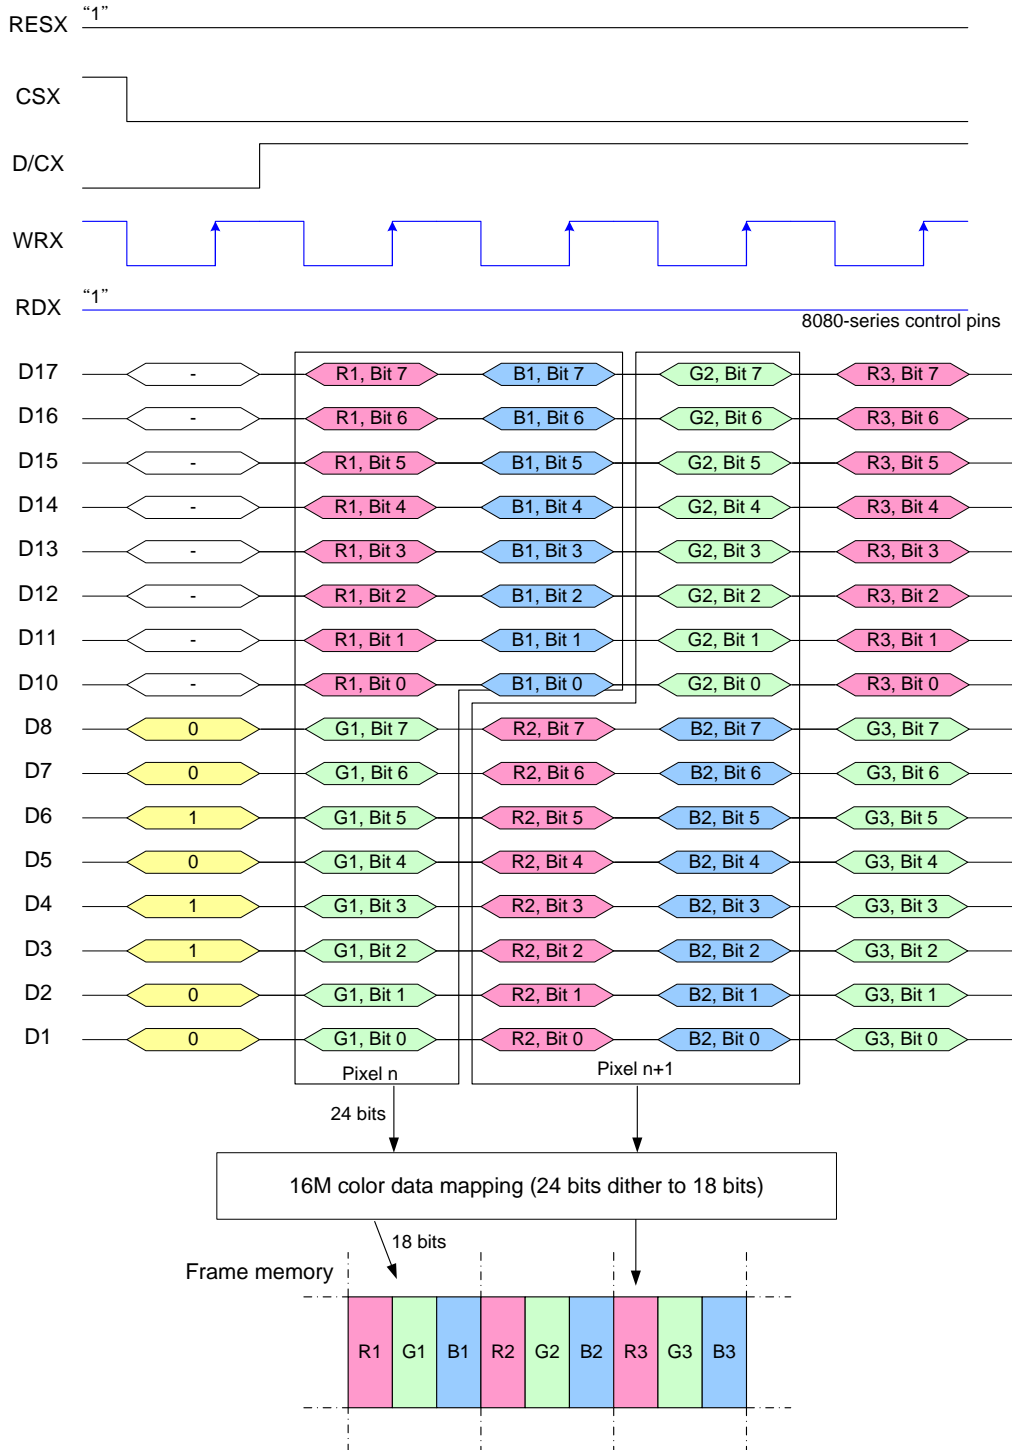 RESX "1"
CSX
D/CX
WRX
RDX "1"
8080-series control pins
D17 - R1, Bit 7 B1, Bit 7 G2, Bit 7 R3, Bit 7
D16 - R1, Bit 6 B1, Bit 6 G2, Bit 6 R3, Bit 6
D15 - R1, Bit 5 B1, Bit 5 G2, Bit 5 R3, Bit 5
D14 - R1, Bit 4 B1, Bit 4 G2, Bit 4 R3, Bit 4
D13 - R1, Bit 3 B1, Bit 3 G2, Bit 3 R3, Bit 3
D12 - R1, Bit 2 B1, Bit 2 G2, Bit 2 R3, Bit 2
D11 - R1, Bit 1 B1, Bit 1 G2, Bit 1 R3, Bit 1
D10 - R1, Bit 0 B1, Bit 0 G2, Bit 0 R3, Bit 0
D8 0 G1, Bit 7 R2, Bit 7 B2, Bit 7 G3, Bit 7
D7 0 G1, Bit 6 R2, Bit 6 B2, Bit 6 G3, Bit 6
D6 1 G1, Bit 5 R2, Bit 5 B2, Bit 5 G3, Bit 5
D5 0 G1, Bit 4 R2, Bit 4 B2, Bit 4 G3, Bit 4
D4 1 G1, Bit 3 R2, Bit 3 B2, Bit 3 G3, Bit 3
D3 1 G1, Bit 2 R2, Bit 2 B2, Bit 2 G3, Bit 2
D2 0 G1, Bit 1 R2, Bit 1 B2, Bit 1 G3, Bit 1
D1 0 G1, Bit 0 R2, Bit 0 B2, Bit 0 G3, Bit 0
Pixel n Pixel n+1
24 bits
16M color data mapping (24 bits dither to 18 bits)
18 bits
Frame memory
R1 G1 B1 R2 G2 B2 R3 G3 B3